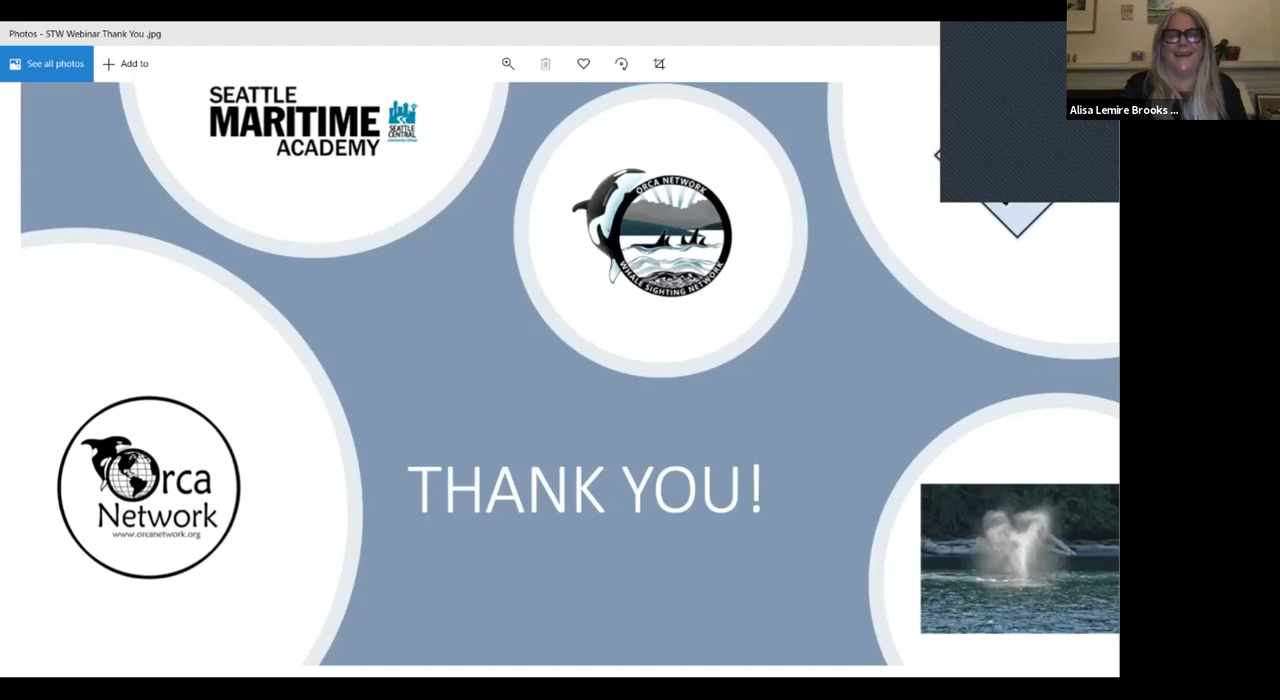 Photos - STW Webinar Thank You .jpg
See all photos
Add to
Alisa Lemire Brooks ...
SEATTLE
MARITIME
ACADEMY
SEATTLE
CENTRAL
ORCA NETWORK
WHALE SIGHTING NETWORK
Orca
Network
www.orcanetwork.org
THANK YOU!